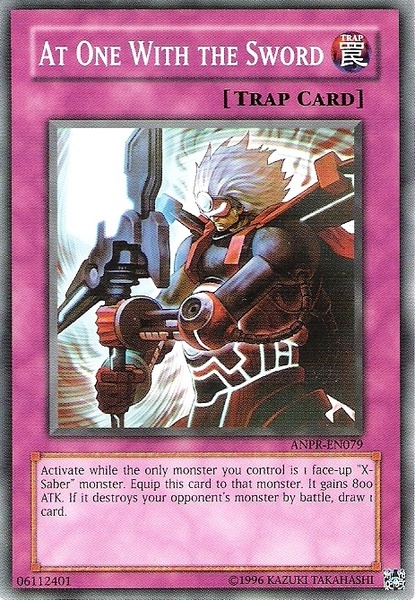 At One With the Sword
TRAP
罠
[Trap Card]
ANPR-EN079
Activate while the only monster you control is 1 face-up "X-
Saber" monster. Equip this card to that monster. It gains 800
ATK. If it destroys your opponent's monster by battle, draw 1
card.
06112401
©1996 KAZUKI TAKAHASHI